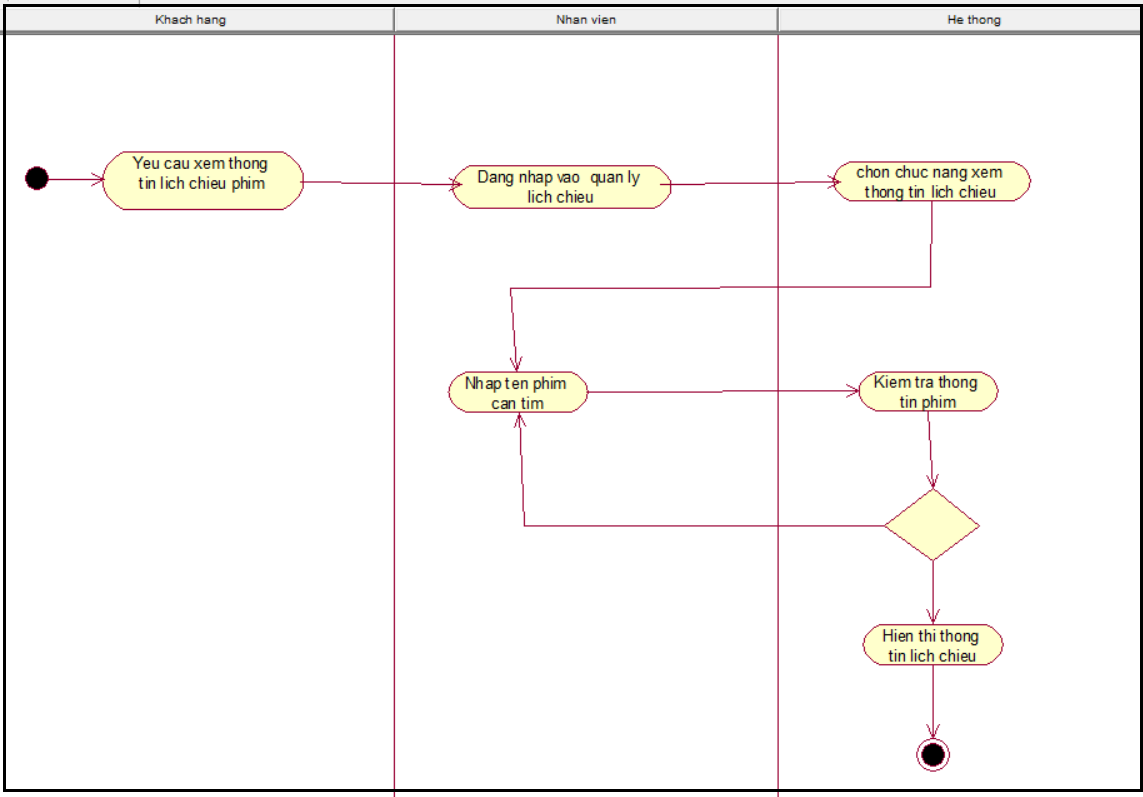 Khach hang
Nhan vien
He thong
Yeu cau xem thong
tin lich chieu phim
Dang nhap vao quan ly
lich chieu
chon chuc nang xem
thong tin lich chieu
Nhap ten phim
can tim
Kiem tra thong
tin phim
Hien thi thong
tin lich chieu